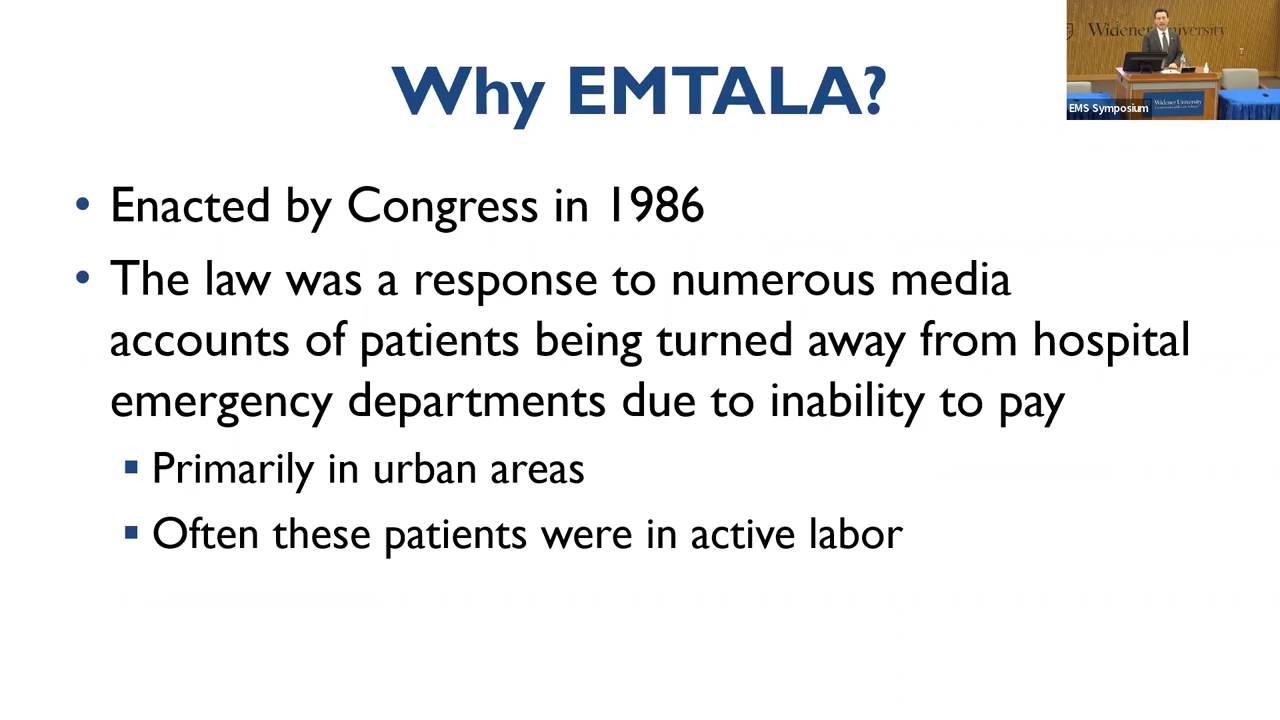 Why EMTALA?
Widener University
EMS Symposium
Widener University
• Enacted by Congress in 1986
• The law was a response to numerous media
accounts of patients being turned away from hospital
emergency departments due to inability to pay
▪ Primarily in urban areas
▪ Often these patients were in active labor